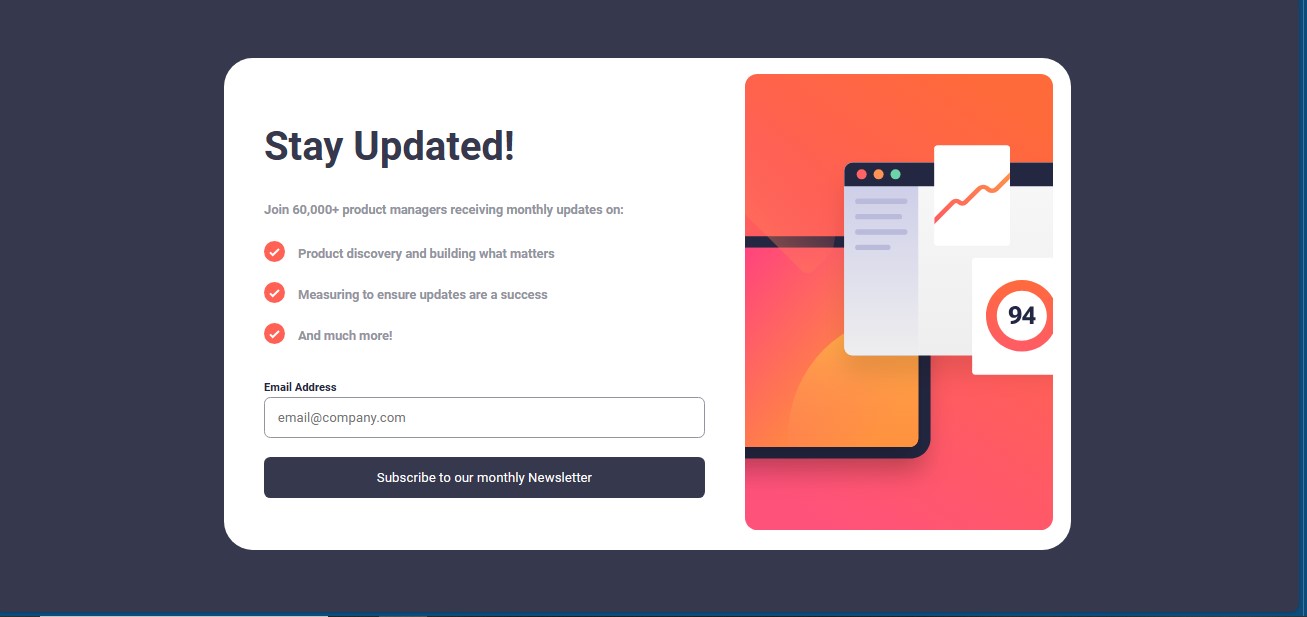 Stay Updated!
Join 60,000+ product managers receiving monthly updates on:
Product discovery and building what matters
Measuring to ensure updates are a success
And much more!
Email Address
email@company.com
Subscribe to our monthly Newsletter
94